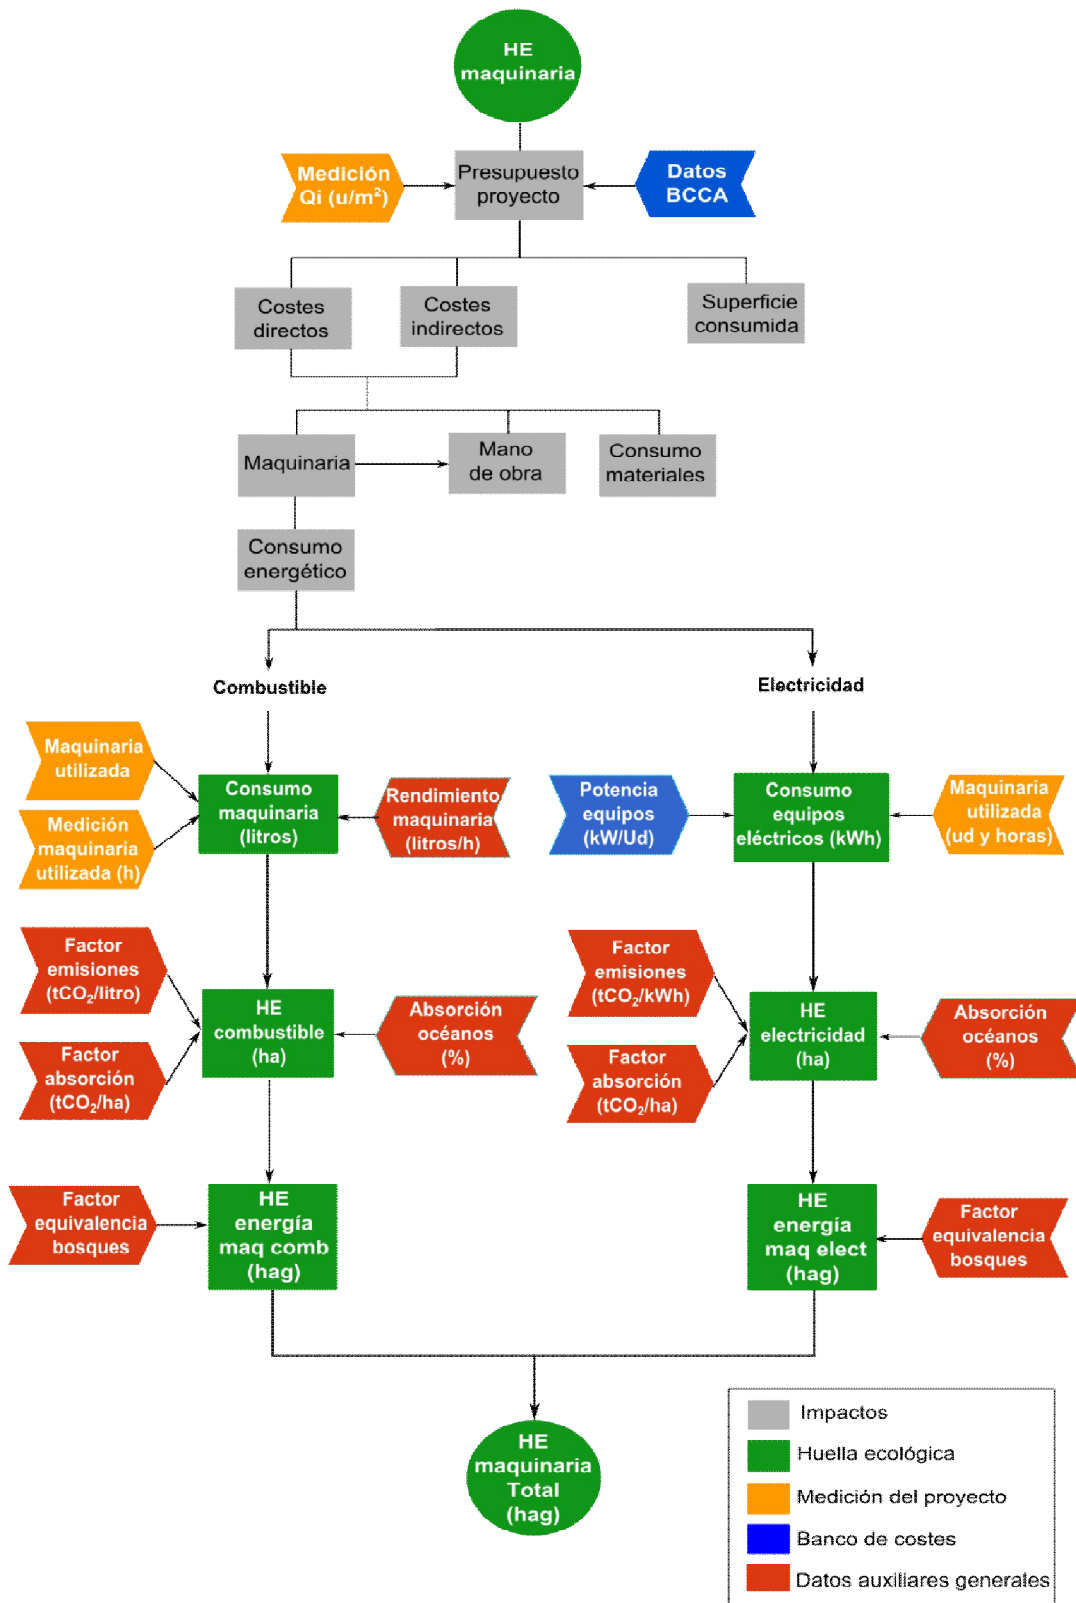 HE
maquinaria
Medición
Qi (u/m²)
Presupuesto
proyecto
Datos
BCCA
Costes
directos
Costes
indirectos
Superficie
consumida
Maquinaria
Mano
de obra
Consumo
materiales
Consumo
energético
Combustible
Electricidad
Maquinaria
utilizada
Medición
maquinaria
utilizada (h)
Consumo
maquinaria
(litros)
Rendimiento
maquinaria
(litros/h)
Potencia
equipos
(kW/Ud)
Consumo
equipos
eléctricos (kWh)
Maquinaria
utilizada
(ud y horas)
Factor
emisiones
(tCO₂/litro)
Factor
absorción
(tCO₂/ha)
HE
combustible
(ha)
Absorción
océanos
(%)
Factor
emisiones
(tCO₂/kWh)
Factor
absorción
(tCO₂/ha)
HE
electricidad
(ha)
Absorción
océanos
(%)
Factor
equivalencia
bosques
HE
energía
maq comb
(hag)
HE
energía
maq elect
(hag)
Factor
equivalencia
bosques
HE
maquinaria
Total
(hag)
Impactos
Huella ecológica
Medición del proyecto
Banco de costes
Datos auxiliares generales